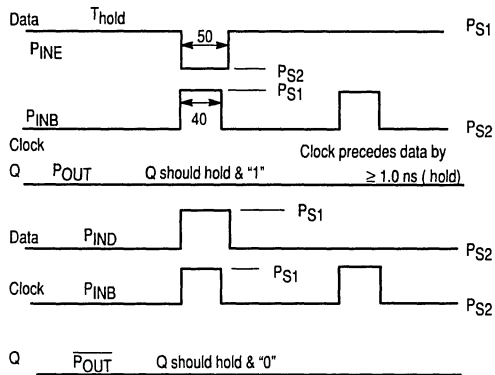 Data Thold
PS1
PINE
50
PS2
PS1
PINB
40
PS2
Clock
Clock precedes data by
Q POUT Q should hold & "1" ≥ 1.0 ns ( hold)
PS1
Data PIND
PS2
Clock PINB
PS1
PS2
Q P̅O̅U̅T̅ Q should hold & "0"